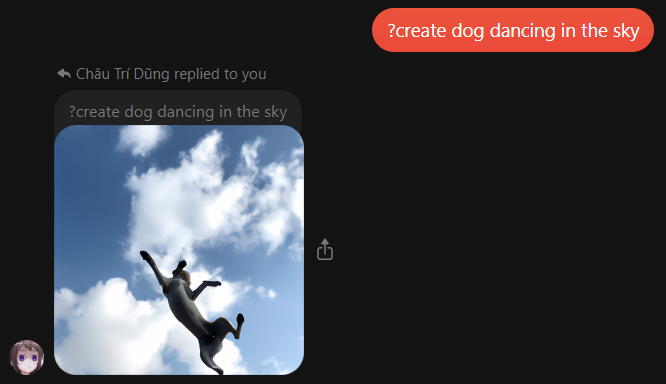 ?create dog dancing in the sky
Châu Trí Dũng replied to you
?create dog dancing in the sky